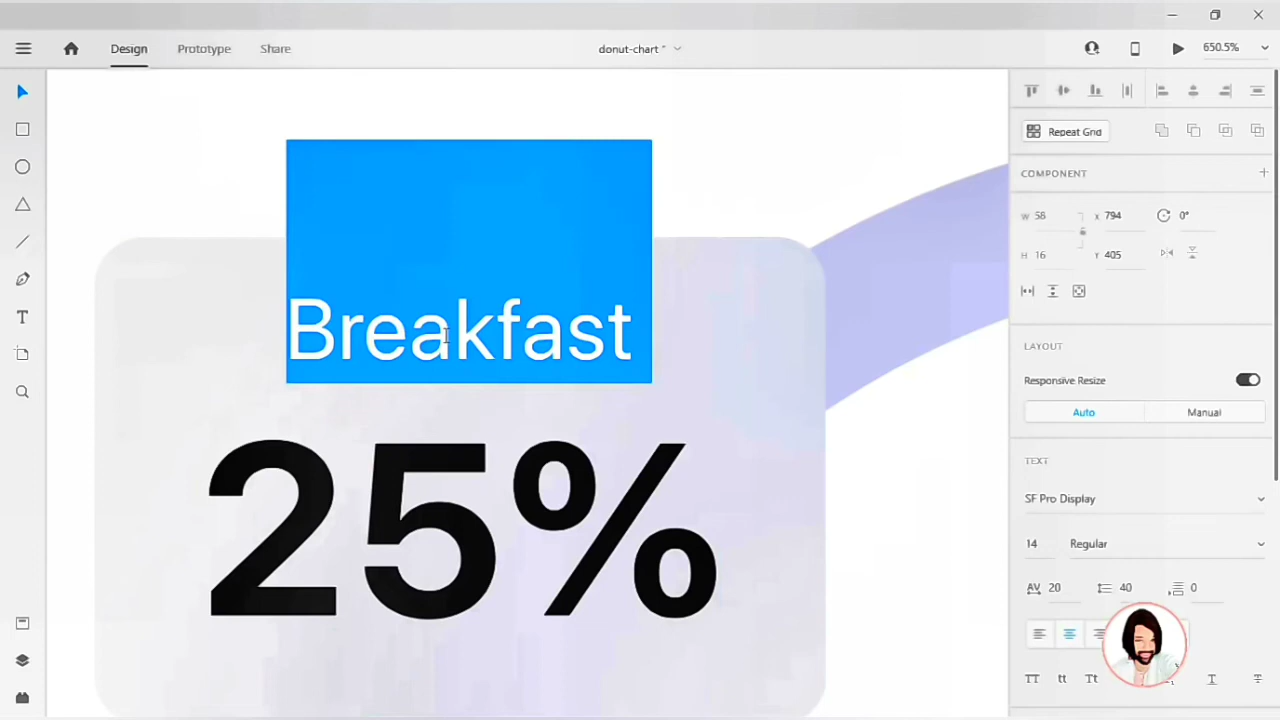 Design Prototype Share donut-chart * 650.5%
Repeat Grid
COMPONENT
W 58 X 794 0°
H 16 Y 405
LAYOUT
Responsive Resize
Auto Manual
TEXT
SF Pro Display
14 Regular
AV 20 40 0
TT tt Tt T T
Breakfast
25%